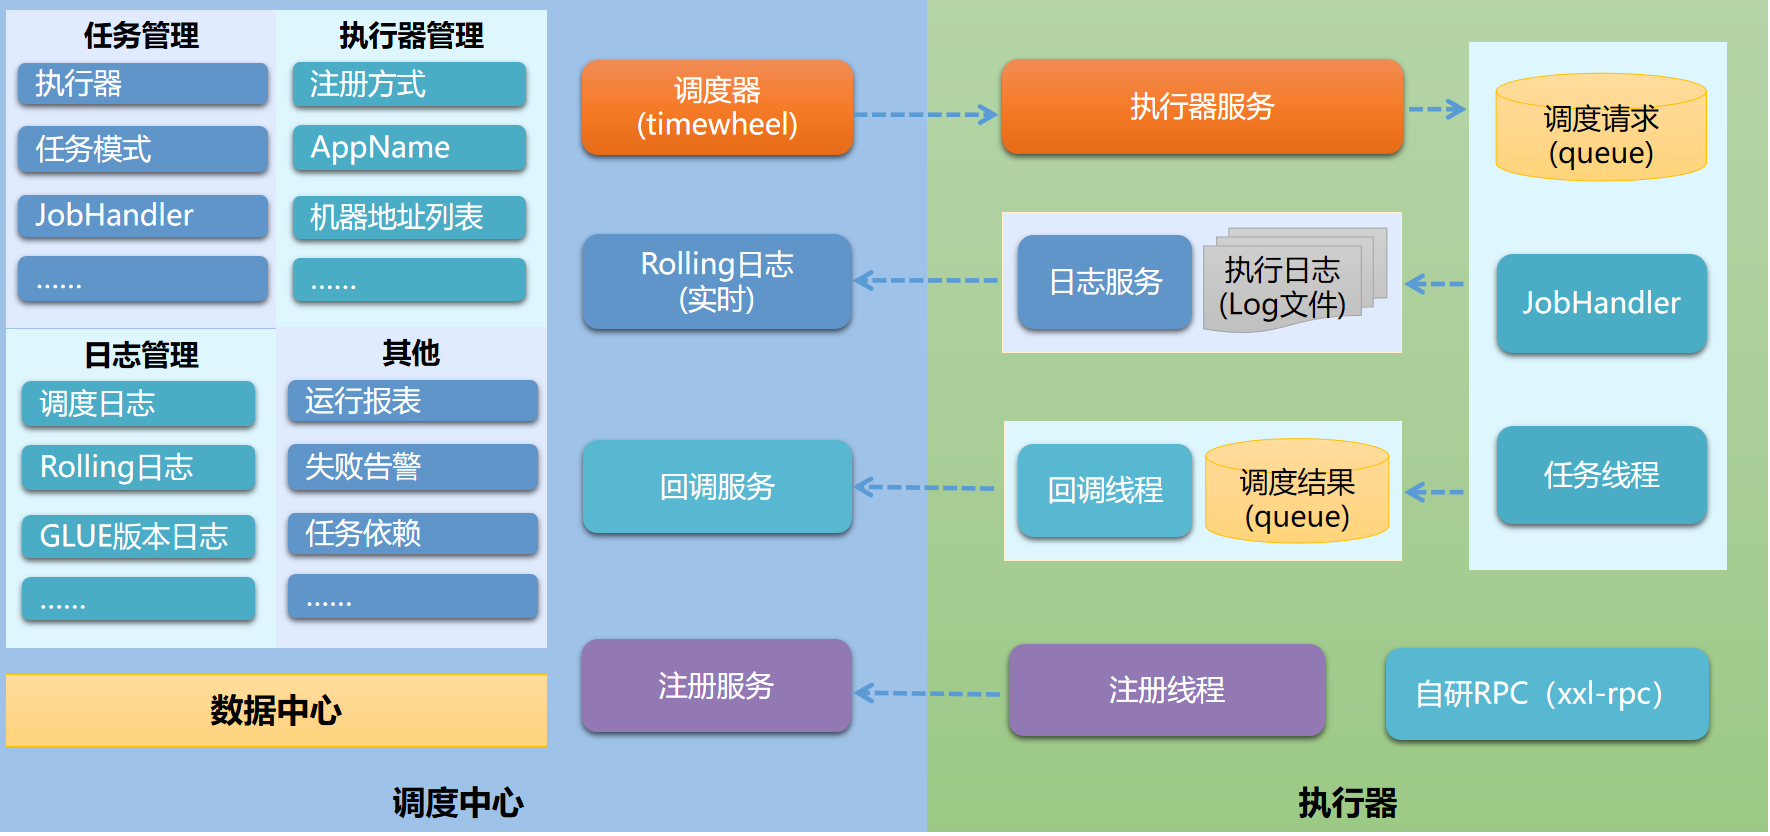 任务管理
执行器
任务模式
JobHandler
......
执行器管理
注册方式
AppName
机器地址列表
......
日志管理
调度日志
Rolling日志
GLUE版本日志
......
其他
运行报表
失败告警
任务依赖
......
数据中心
调度器
(timewheel)
Rolling日志
(实时)
回调服务
注册服务
调度中心
执行器服务
调度请求
(queue)
日志服务
执行日志
(Log文件)
JobHandler
回调线程
调度结果
(queue)
任务线程
注册线程
自研RPC（xxl-rpc）
执行器